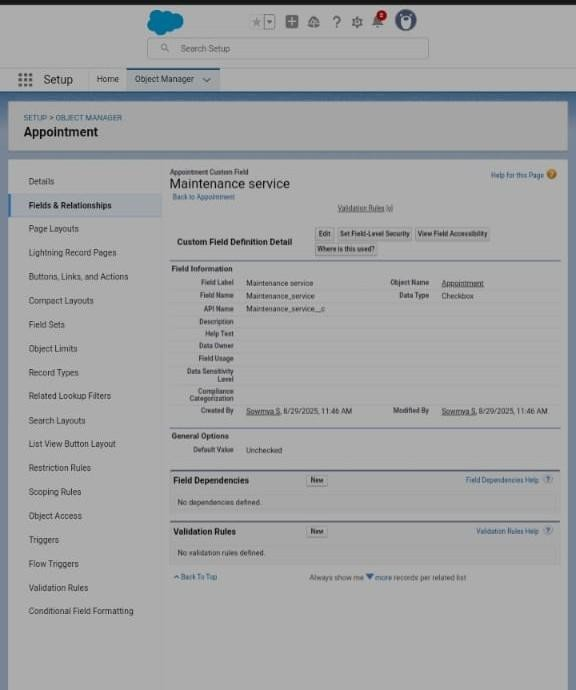 8
Search Setup
Setup
Home
Object Manager
SETUP > OBJECT MANAGER
Appointment
Details
Fields & Relationships
Page Layouts
Lightning Record Pages
Buttons, Links, and Actions
Compact Layouts
Field Sets
Object Limits
Record Types
Related Lookup Filters
Search Layouts
List View Button Layout
Restriction Rules
Scoping Rules
Object Access
Triggers
Flow Triggers
Validation Rules
Conditional Field Formatting
Appointment Custom Field
Maintenance service
Help for this Page
Back to Appointment
Validation Rules [0]
Custom Field Definition Detail
Edit Set Field-Level Security View Field Accessibility
Where is this used?
Field Information
Field Label Maintenance service Object Name Appointment
Field Name Maintenance_service Data Type Checkbox
API Name Maintenance_service__c
Description
Help Text
Data Owner
Field Usage
Data Sensitivity
Level
Compliance
Categorization
Created By Sowmya S, 8/29/2025, 11:46 AM Modified By Sowmya S, 8/29/2025, 11:46 AM
General Options
Default Value Unchecked
Field Dependencies New Field Dependencies Help ?
No dependencies defined.
Validation Rules New Validation Rules Help ?
No validation rules defined.
Back To Top Always show me more records per related list